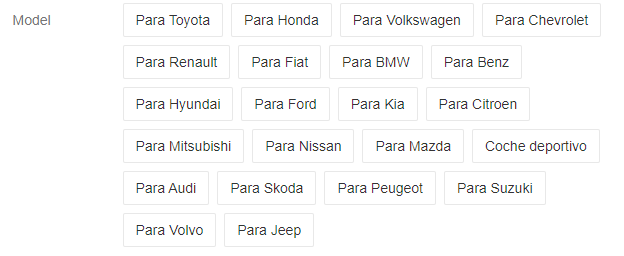 Model Para Toyota Para Honda Para Volkswagen Para Chevrolet
Para Renault Para Fiat Para BMW Para Benz
Para Hyundai Para Ford Para Kia Para Citroen
Para Mitsubishi Para Nissan Para Mazda Coche deportivo
Para Audi Para Skoda Para Peugeot Para Suzuki
Para Volvo Para Jeep